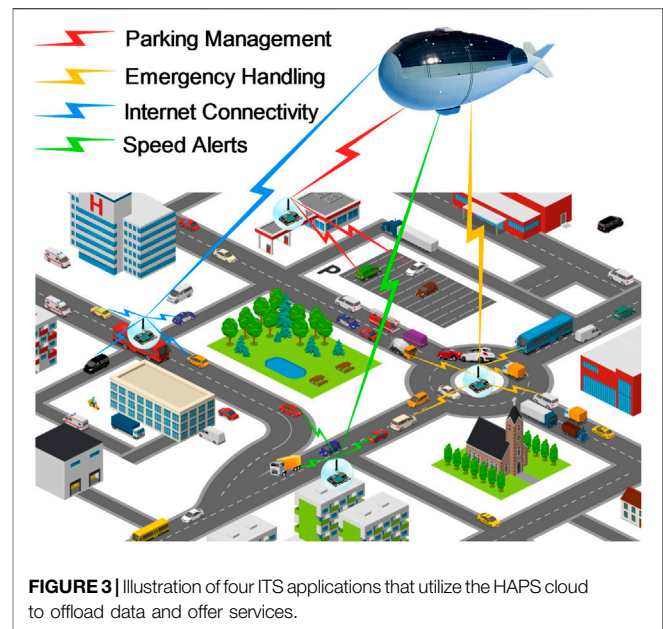 Parking Management
Emergency Handling
Internet Connectivity
Speed Alerts
H
P
FIGURE 3 | Illustration of four ITS applications that utilize the HAPS cloud
to offload data and offer services.